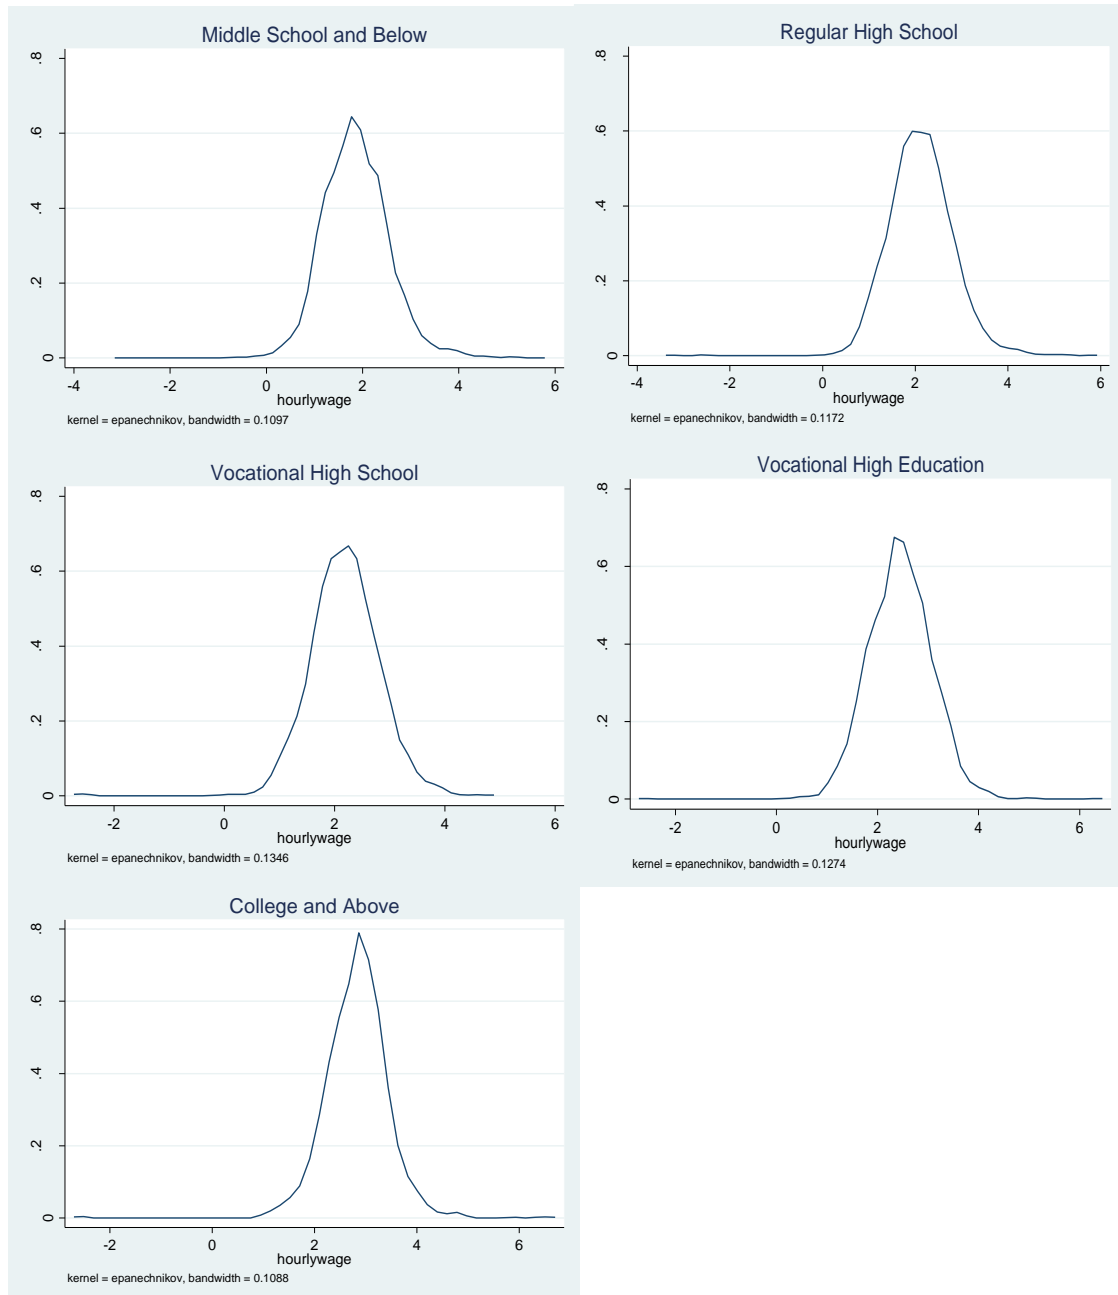 Middle School and Below
.8
.6
.4
.2
0
-4 -2 0 2 4 6
hourlywage
kernel = epanechnikov, bandwidth = 0.1097
Regular High School
.8
.6
.4
.2
0
-4 -2 0 2 4 6
hourlywage
kernel = epanechnikov, bandwidth = 0.1172
Vocational High School
.8
.6
.4
.2
0
-2 0 2 4 6
hourlywage
kernel = epanechnikov, bandwidth = 0.1346
Vocational High Education
.8
.6
.4
.2
0
-2 0 2 4 6
hourlywage
kernel = epanechnikov, bandwidth = 0.1274
College and Above
.8
.6
.4
.2
0
-2 0 2 4 6
hourlywage
kernel = epanechnikov, bandwidth = 0.1088